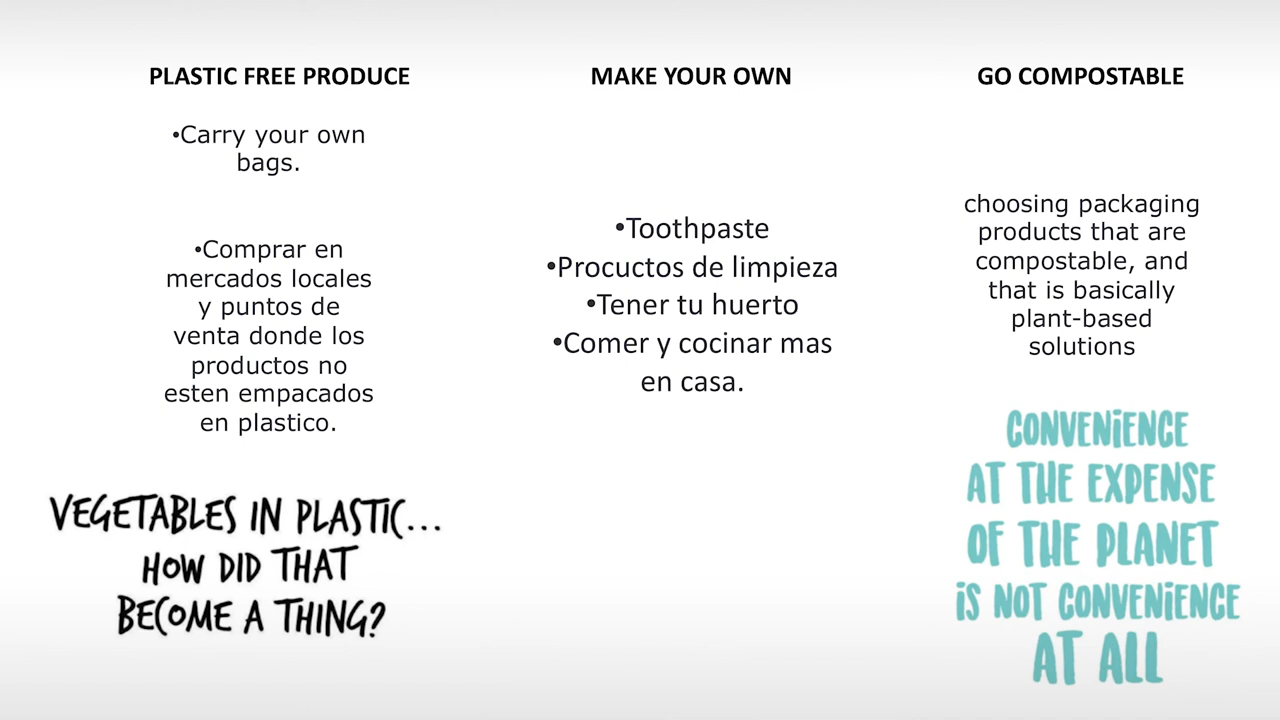 PLASTIC FREE PRODUCE
•Carry your own
bags.
•Comprar en
mercados locales
y puntos de
venta donde los
productos no
esten empacados
en plastico.
VEGETABLES IN PLASTIC...
HOW DID THAT
BECOME A THING?
MAKE YOUR OWN
•Toothpaste
•Procuctos de limpieza
•Tener tu huerto
•Comer y cocinar mas
en casa.
GO COMPOSTABLE
choosing packaging
products that are
compostable, and
that is basically
plant-based
solutions
CONVENiENCE
AT THE EXPENSE
OF THE PLANET
iS NOT CONVENiENCE
AT ALL